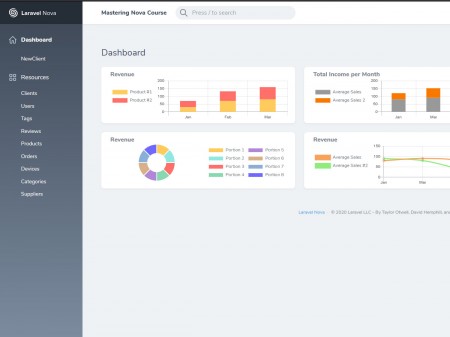 Laravel Nova
Mastering Nova Course
Press / to search
Dashboard
NewClient
Resources
Clients
Users
Tags
Reviews
Products
Orders
Devices
Categories
Suppliers
Dashboard
Revenue
Product #1
Product #2
200
150
100
50
0
Jan
Feb
Mar
Total Income per Month
Average Sales
Average Sales 2
200
150
100
50
0
Jan
Mar
Revenue
Portion 1
Portion 2
Portion 3
Portion 4
Portion 5
Portion 6
Portion 7
Portion 8
Revenue
Average Sales
Average Sales #2
150
100
50
0
Jan
Mar
Laravel Nova · © 2020 Laravel LLC - By Taylor Otwell, David Hemphill, and